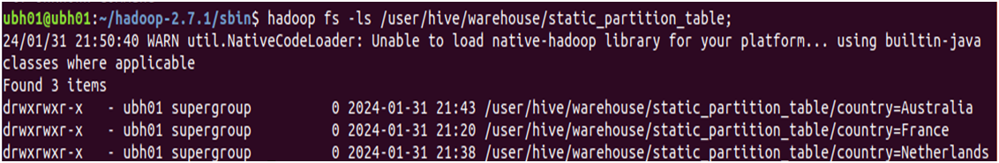 ubh01@ubh01:~/hadoop-2.7.1/sbin$ hadoop fs -ls /user/hive/warehouse/static_partition_table;
24/01/31 21:50:40 WARN util.NativeCodeLoader: Unable to load native-hadoop library for your platform... using builtin-java
classes where applicable
Found 3 items
drwxrwxr-x   - ubh01 supergroup          0 2024-01-31 21:43 /user/hive/warehouse/static_partition_table/country=Australia
drwxrwxr-x   - ubh01 supergroup          0 2024-01-31 21:20 /user/hive/warehouse/static_partition_table/country=France
drwxrwxr-x   - ubh01 supergroup          0 2024-01-31 21:38 /user/hive/warehouse/static_partition_table/country=Netherlands